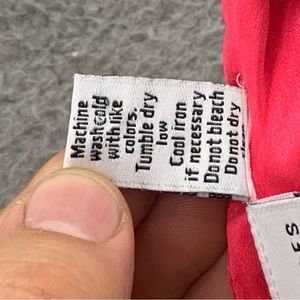 Machine
wash cold
with like
colors.
Tumble dry
low
Cool iron
if necessary
Do not bleach
Do not dry